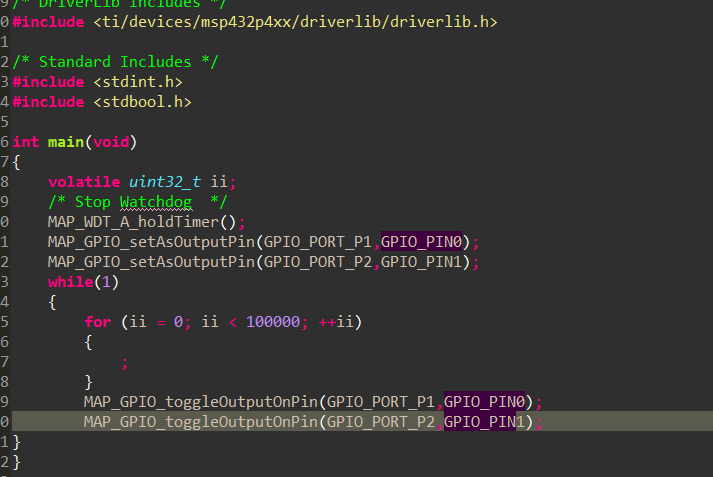 9/* DriverLib Includes */
0#include <ti/devices/msp432p4xx/driverlib/driverlib.h>
1
2/* Standard Includes */
3#include <stdint.h>
4#include <stdbool.h>
5
6int main(void)
7{
8    volatile uint32_t ii;
9    /* Stop Watchdog  */
0    MAP_WDT_A_holdTimer();
1    MAP_GPIO_setAsOutputPin(GPIO_PORT_P1,GPIO_PIN0);
2    MAP_GPIO_setAsOutputPin(GPIO_PORT_P2,GPIO_PIN1);
3    while(1)
4    {
5        for (ii = 0; ii < 100000; ++ii)
6        {
7            ;
8        }
9        MAP_GPIO_toggleOutputOnPin(GPIO_PORT_P1,GPIO_PIN0);
0        MAP_GPIO_toggleOutputOnPin(GPIO_PORT_P2,GPIO_PIN1);
1}
2}